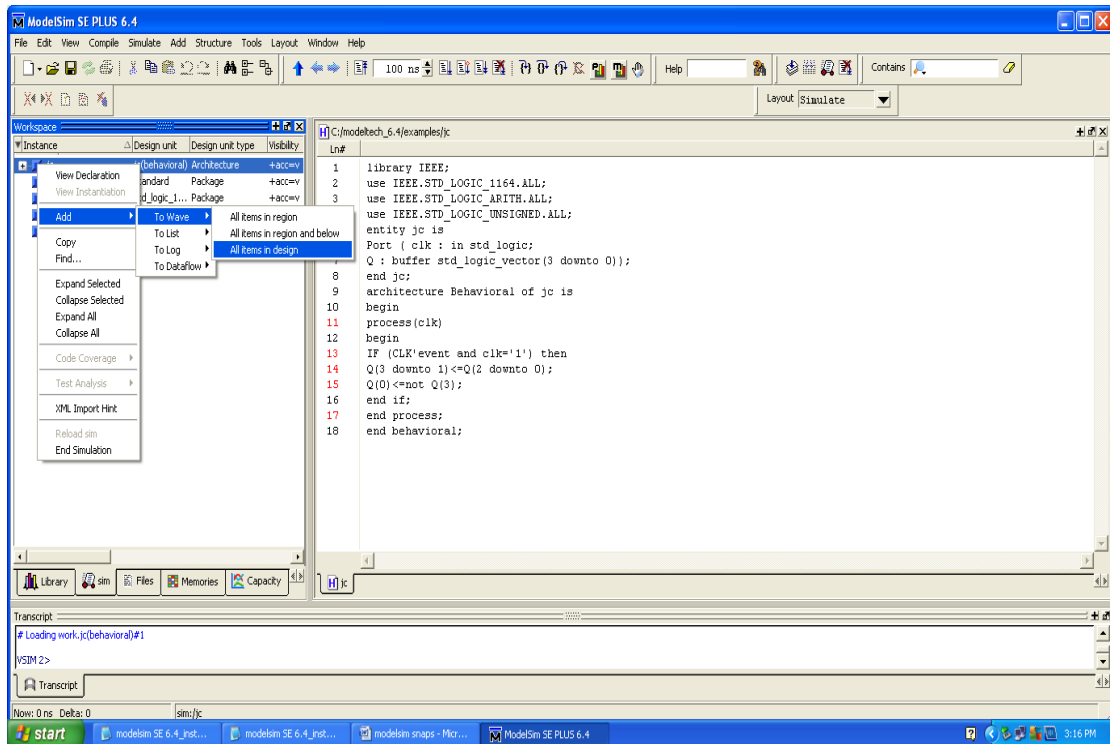 ModelSim SE PLUS 6.4
File Edit View Compile Simulate Add Structure Tools Layout Window Help
100 ns Help Contains
Layout Simulate
Workspace
Instance Design unit Design unit type Visibility
(behavioral) Architecture +acc=v
tandard Package +acc=v
d_logic_1... Package +acc=v
View Declaration
View Instantiation
Add
Copy
Find...
Expand Selected
Collapse Selected
Expand All
Collapse All
Code Coverage
Test Analysis
XML Import Hint
Reload sim
End Simulation
To Wave
To List
To Log
To Dataflow
All items in region
All items in region and below
All items in design
Library sim Files Memories Capacity
C:/modeltech_6.4/examples/jc
Ln#
1 library IEEE;
2 use IEEE.STD_LOGIC_1164.ALL;
3 use IEEE.STD_LOGIC_ARITH.ALL;
use IEEE.STD_LOGIC_UNSIGNED.ALL;
entity jc is
Port ( clk : in std_logic;
Q : buffer std_logic_vector(3 downto 0));
8 end jc;
9 architecture Behavioral of jc is
10 begin
11 process(clk)
12 begin
13 IF (CLK'event and clk='1') then
14 Q(3 downto 1)<=Q(2 downto 0);
15 Q(0)<=not Q(3);
16 end if;
17 end process;
18 end behavioral;
jc
Transcript
# Loading work.jc(behavioral)#1
VSIM 2>
Transcript
Now: 0 ns Delta: 0 sim:/jc
start modelsim SE 6.4_inst... modelsim SE 6.4_inst... modelsim snaps - Micr... ModelSim SE PLUS 6.4 3:16 PM